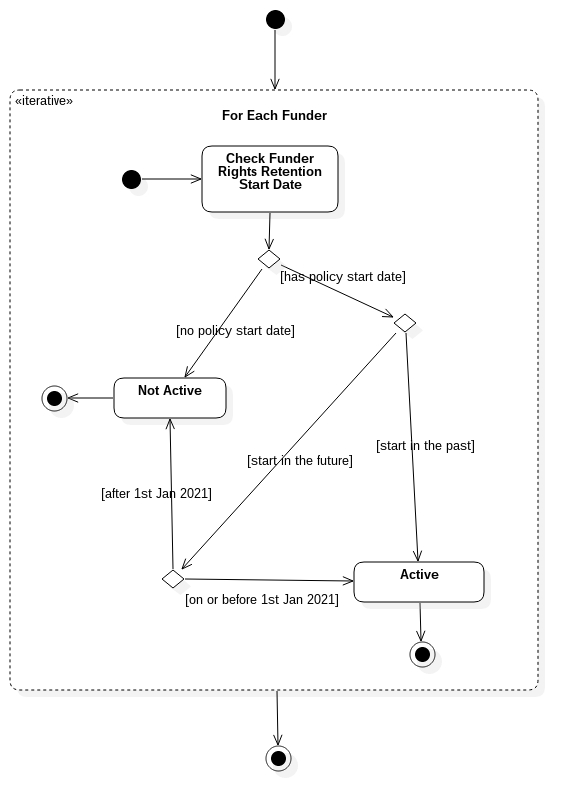 «iterative»
For Each Funder
Check Funder
Rights Retention
Start Date
[has policy start date]
[no policy start date]
Not Active
[start in the past]
[start in the future]
[after 1st Jan 2021]
Active
[on or before 1st Jan 2021]